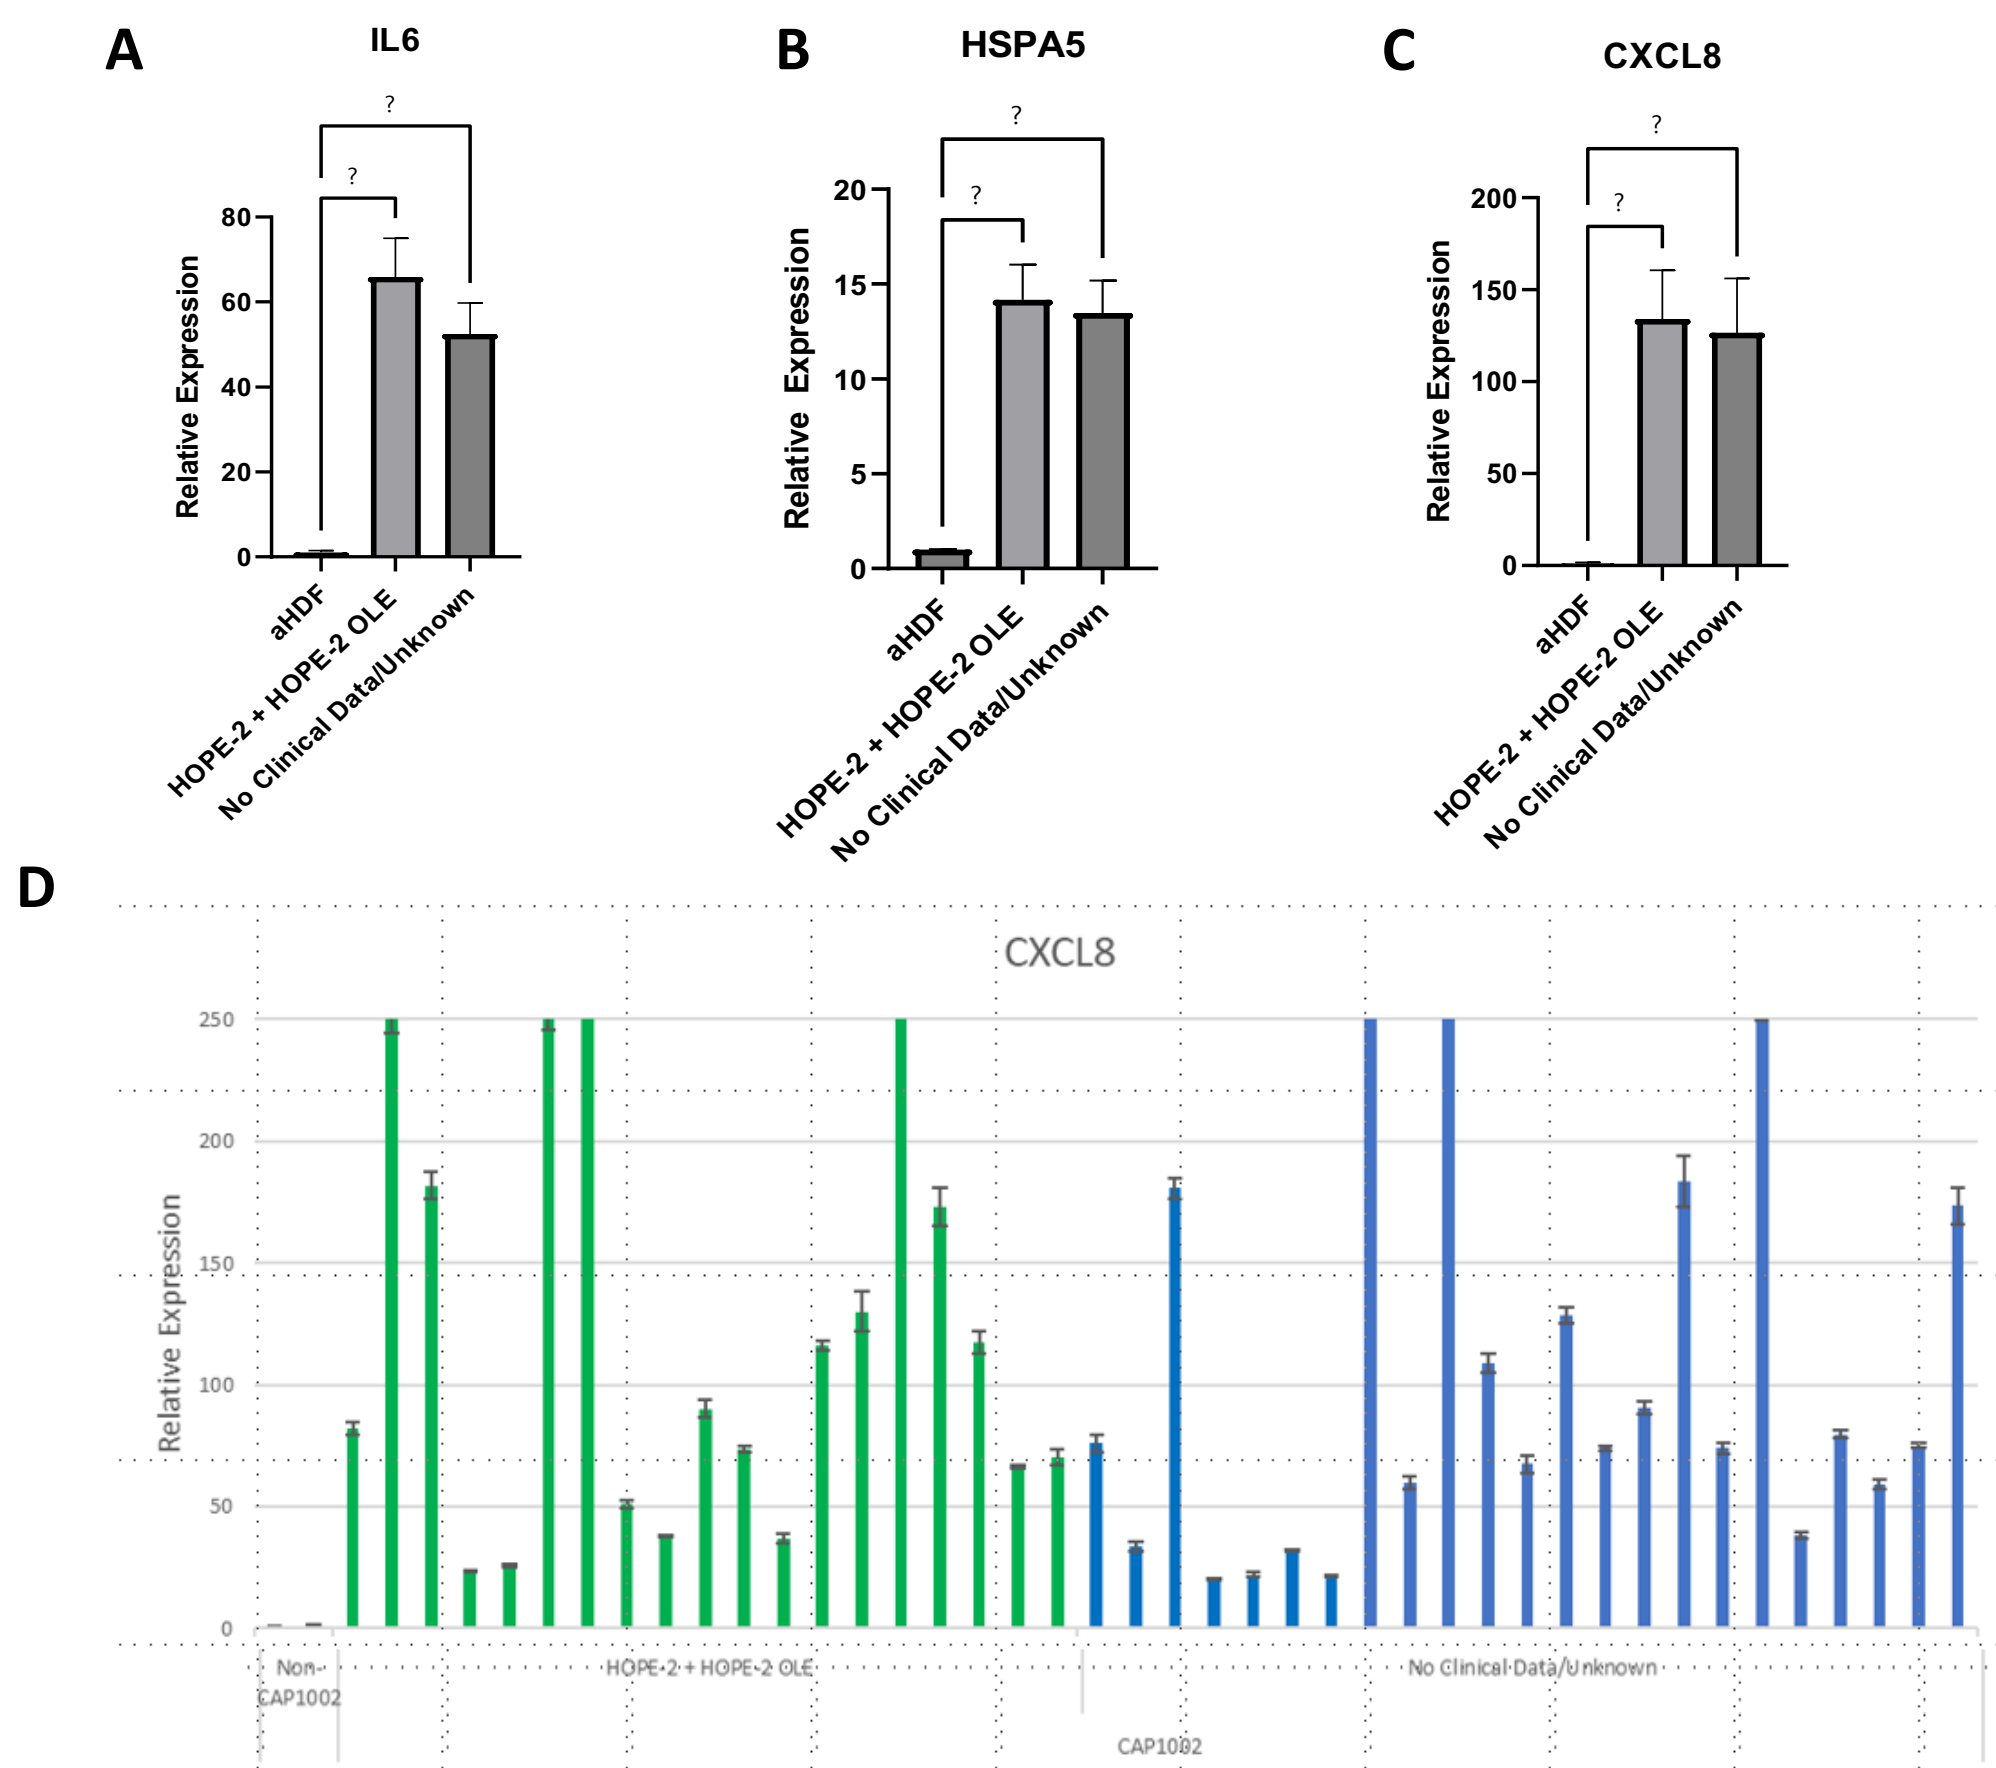 A
IL6
?
?
80
60
40
20
0
Relative Expression
aHDF
HOPE-2 + HOPE-2 OLE
No Clinical Data/Unknown
B
HSPA5
?
?
20
15
10
5
0
Relative Expression
aHDF
HOPE-2 + HOPE-2 OLE
No Clinical Data/Unknown
C
CXCL8
?
?
200
150
100
50
0
Relative Expression
aHDF
HOPE-2 + HOPE-2 OLE
No Clinical Data/Unknown
D
CXCL8
250
200
150
100
50
0
Relative Expression
Non-
CAP1002
HOPE-2 + HOPE-2 OLE
No Clinical Data/Unknown
CAP1002